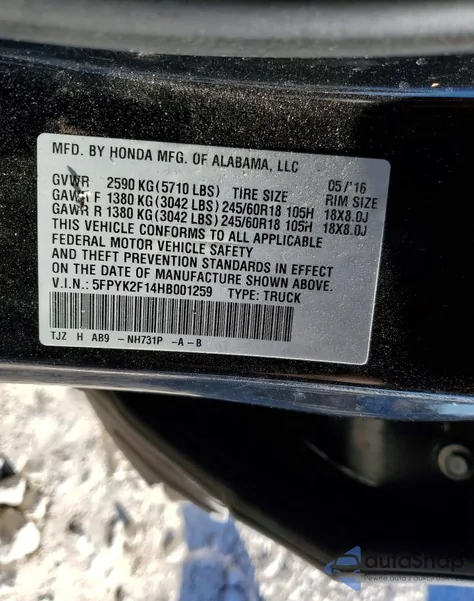 MFD. BY HONDA MFG. OF ALABAMA, LLC
05/'16
GVWR 2590 KG (5710 LBS) TIRE SIZE RIM SIZE
GAWR F 1380 KG (3042 LBS) 245/60R18 105H 18X8.0J
GAWR R 1380 KG (3042 LBS) 245/60R18 105H 18X8.0J
THIS VEHICLE CONFORMS TO ALL APPLICABLE
FEDERAL MOTOR VEHICLE SAFETY
AND THEFT PREVENTION STANDARDS IN EFFECT
ON THE DATE OF MANUFACTURE SHOWN ABOVE.
V.I.N.: 5FPYK2F14HB001259 TYPE: TRUCK
TJZ H AB9 -NH731P -A-B
autaShop
Pewne auta z